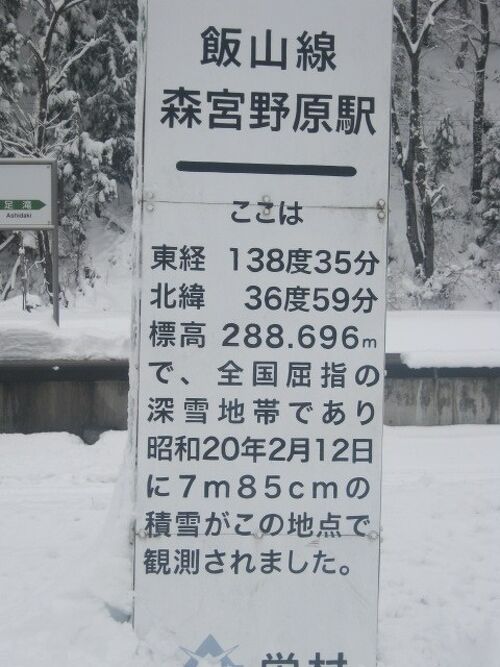 飯山線
森宮野原駅
ここは
東経 138度35分
北緯 36度59分
標高 288.696m
で、全国屈指の
深雪地帯であり
昭和20年2月12日
に7m85cmの
積雪がこの地点で
観測されました。
栄村
足滝
Ashidaki